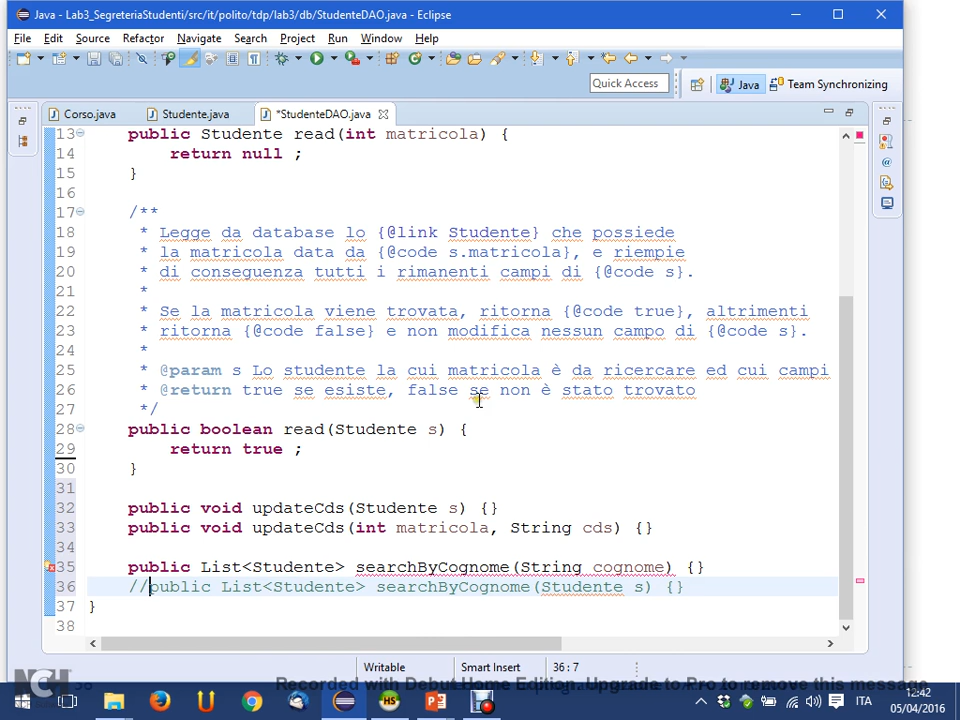 Java - Lab3_SegreteriaStudenti/src/it/polito/tdp/lab3/db/StudenteDAO.java - Eclipse
File Edit Source Refactor Navigate Search Project Run Window Help
Quick Access
Java
Team Synchronizing
Corso.java
Studente.java
*StudenteDAO.java
13 public Studente read(int matricola) {
14 return null ;
15 }
16
17 /**
18 * Legge da database lo {@link Studente} che possiede
19 * la matricola data da {@code s.matricola}, e riempie
20 * di conseguenza tutti i rimanenti campi di {@code s}.
21 *
22 * Se la matricola viene trovata, ritorna {@code true}, altrimenti
23 * ritorna {@code false} e non modifica nessun campo di {@code s}.
24 *
25 * @param s Lo studente la cui matricola è da ricercare ed cui campi
26 * @return true se esiste, false se non è stato trovato
27 */
28 public boolean read(Studente s) {
29 return true ;
30 }
31
32 public void updateCds(Studente s) {}
33 public void updateCds(int matricola, String cds) {}
34
35 public List<Studente> searchByCognome(String cognome) {}
36 //public List<Studente> searchByCognome(Studente s) {}
37 }
38
Writable
Smart Insert
36 : 7
NCH
Recorded with Debut Home Edition. Upgrade to Pro to remove this message
ITA
12:42
05/04/2016